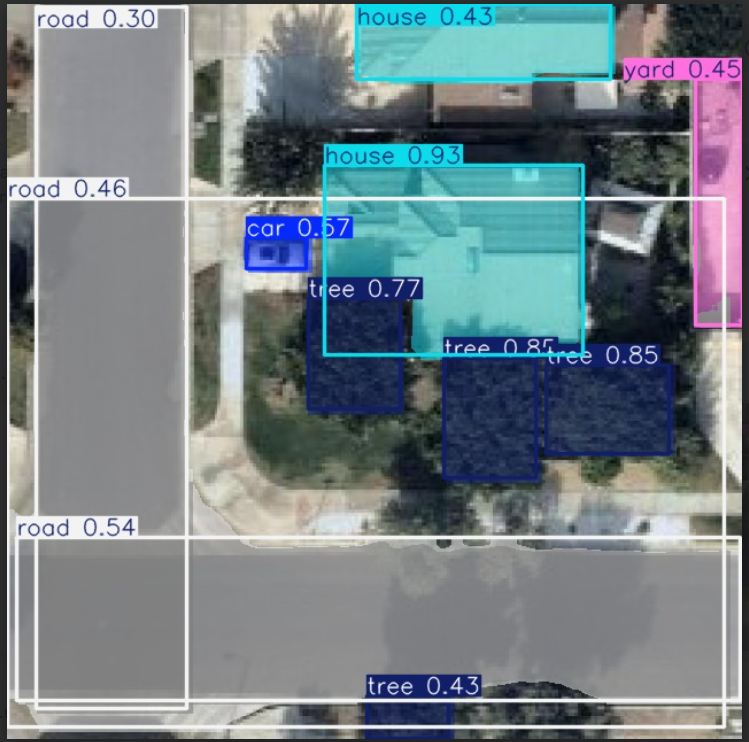 road 0.30
house 0.43
yard 0.45
house 0.93
road 0.46
car 0.57
tree 0.77
tree 0.85
tree 0.85
road 0.54
tree 0.43